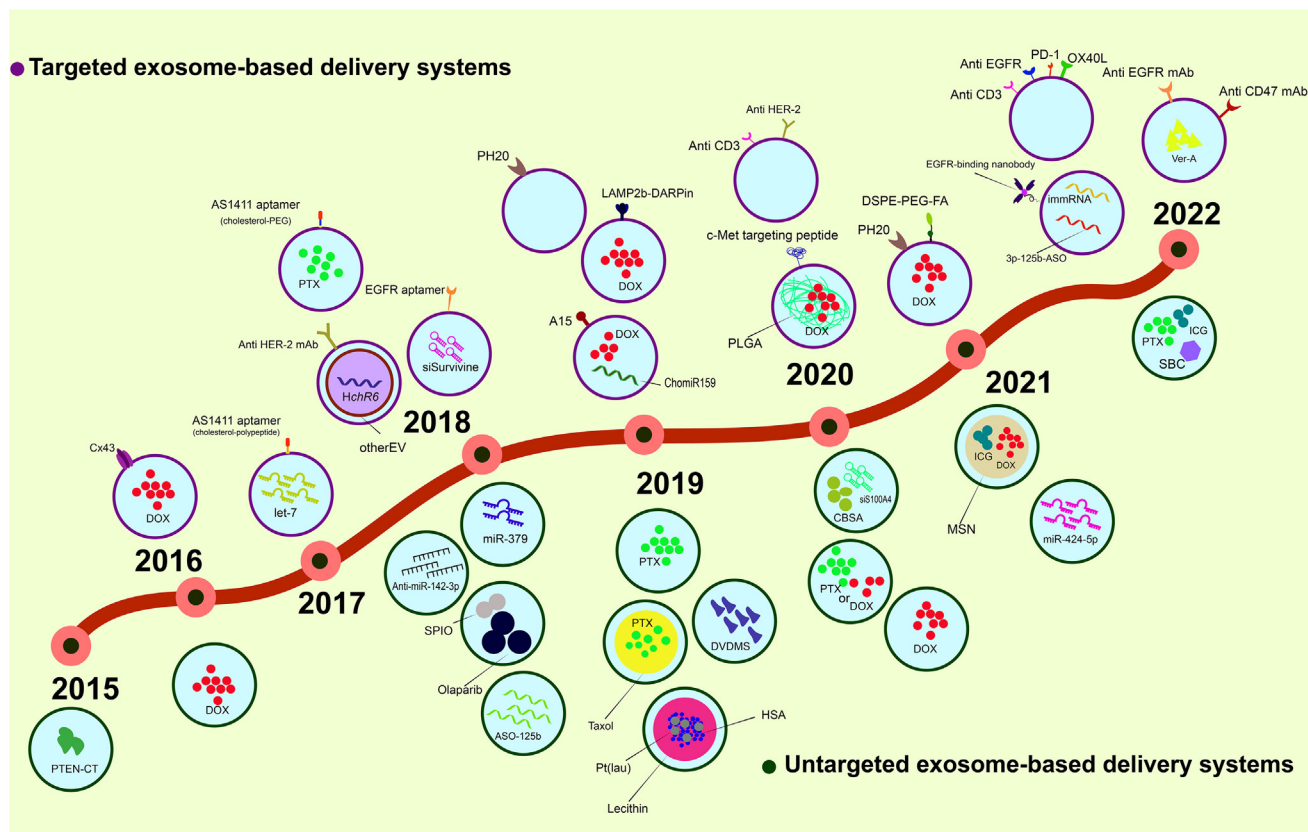 Targeted exosome-based delivery systems
Anti EGFR
PD-1
OX40L
Anti CD3
Anti EGFR mAb
Anti CD47 mAb
Ver-A
Anti HER-2
Anti CD3
PH20
LAMP2b-DARPin
DOX
EGFR-binding nanobody
immRNA
3p-125b-ASO
2022
AS1411 aptamer
(cholesterol-PEG)
PTX
DSPE-PEG-FA
PH20
DOX
c-Met targeting peptide
PLGA
DOX
EGFR aptamer
siSurvivine
Anti HER-2 mAb
HchR6
otherEV
A15
DOX
ChomiR159
PTX
ICG
SBC
2020
2021
2018
AS1411 aptamer
(cholesterol-polypeptide)
let-7
Cx43
DOX
2016
2019
2017
2015
miR-379
Anti-miR-142-3p
SPIO
Olaparib
ASO-125b
PTX
PTX
Taxol
DVDMS
HSA
Pt(lau)
Lecithin
siS100A4
CBSA
PTX
or
DOX
DOX
ICG
DOX
MSN
miR-424-5p
DOX
PTEN-CT
Untargeted exosome-based delivery systems